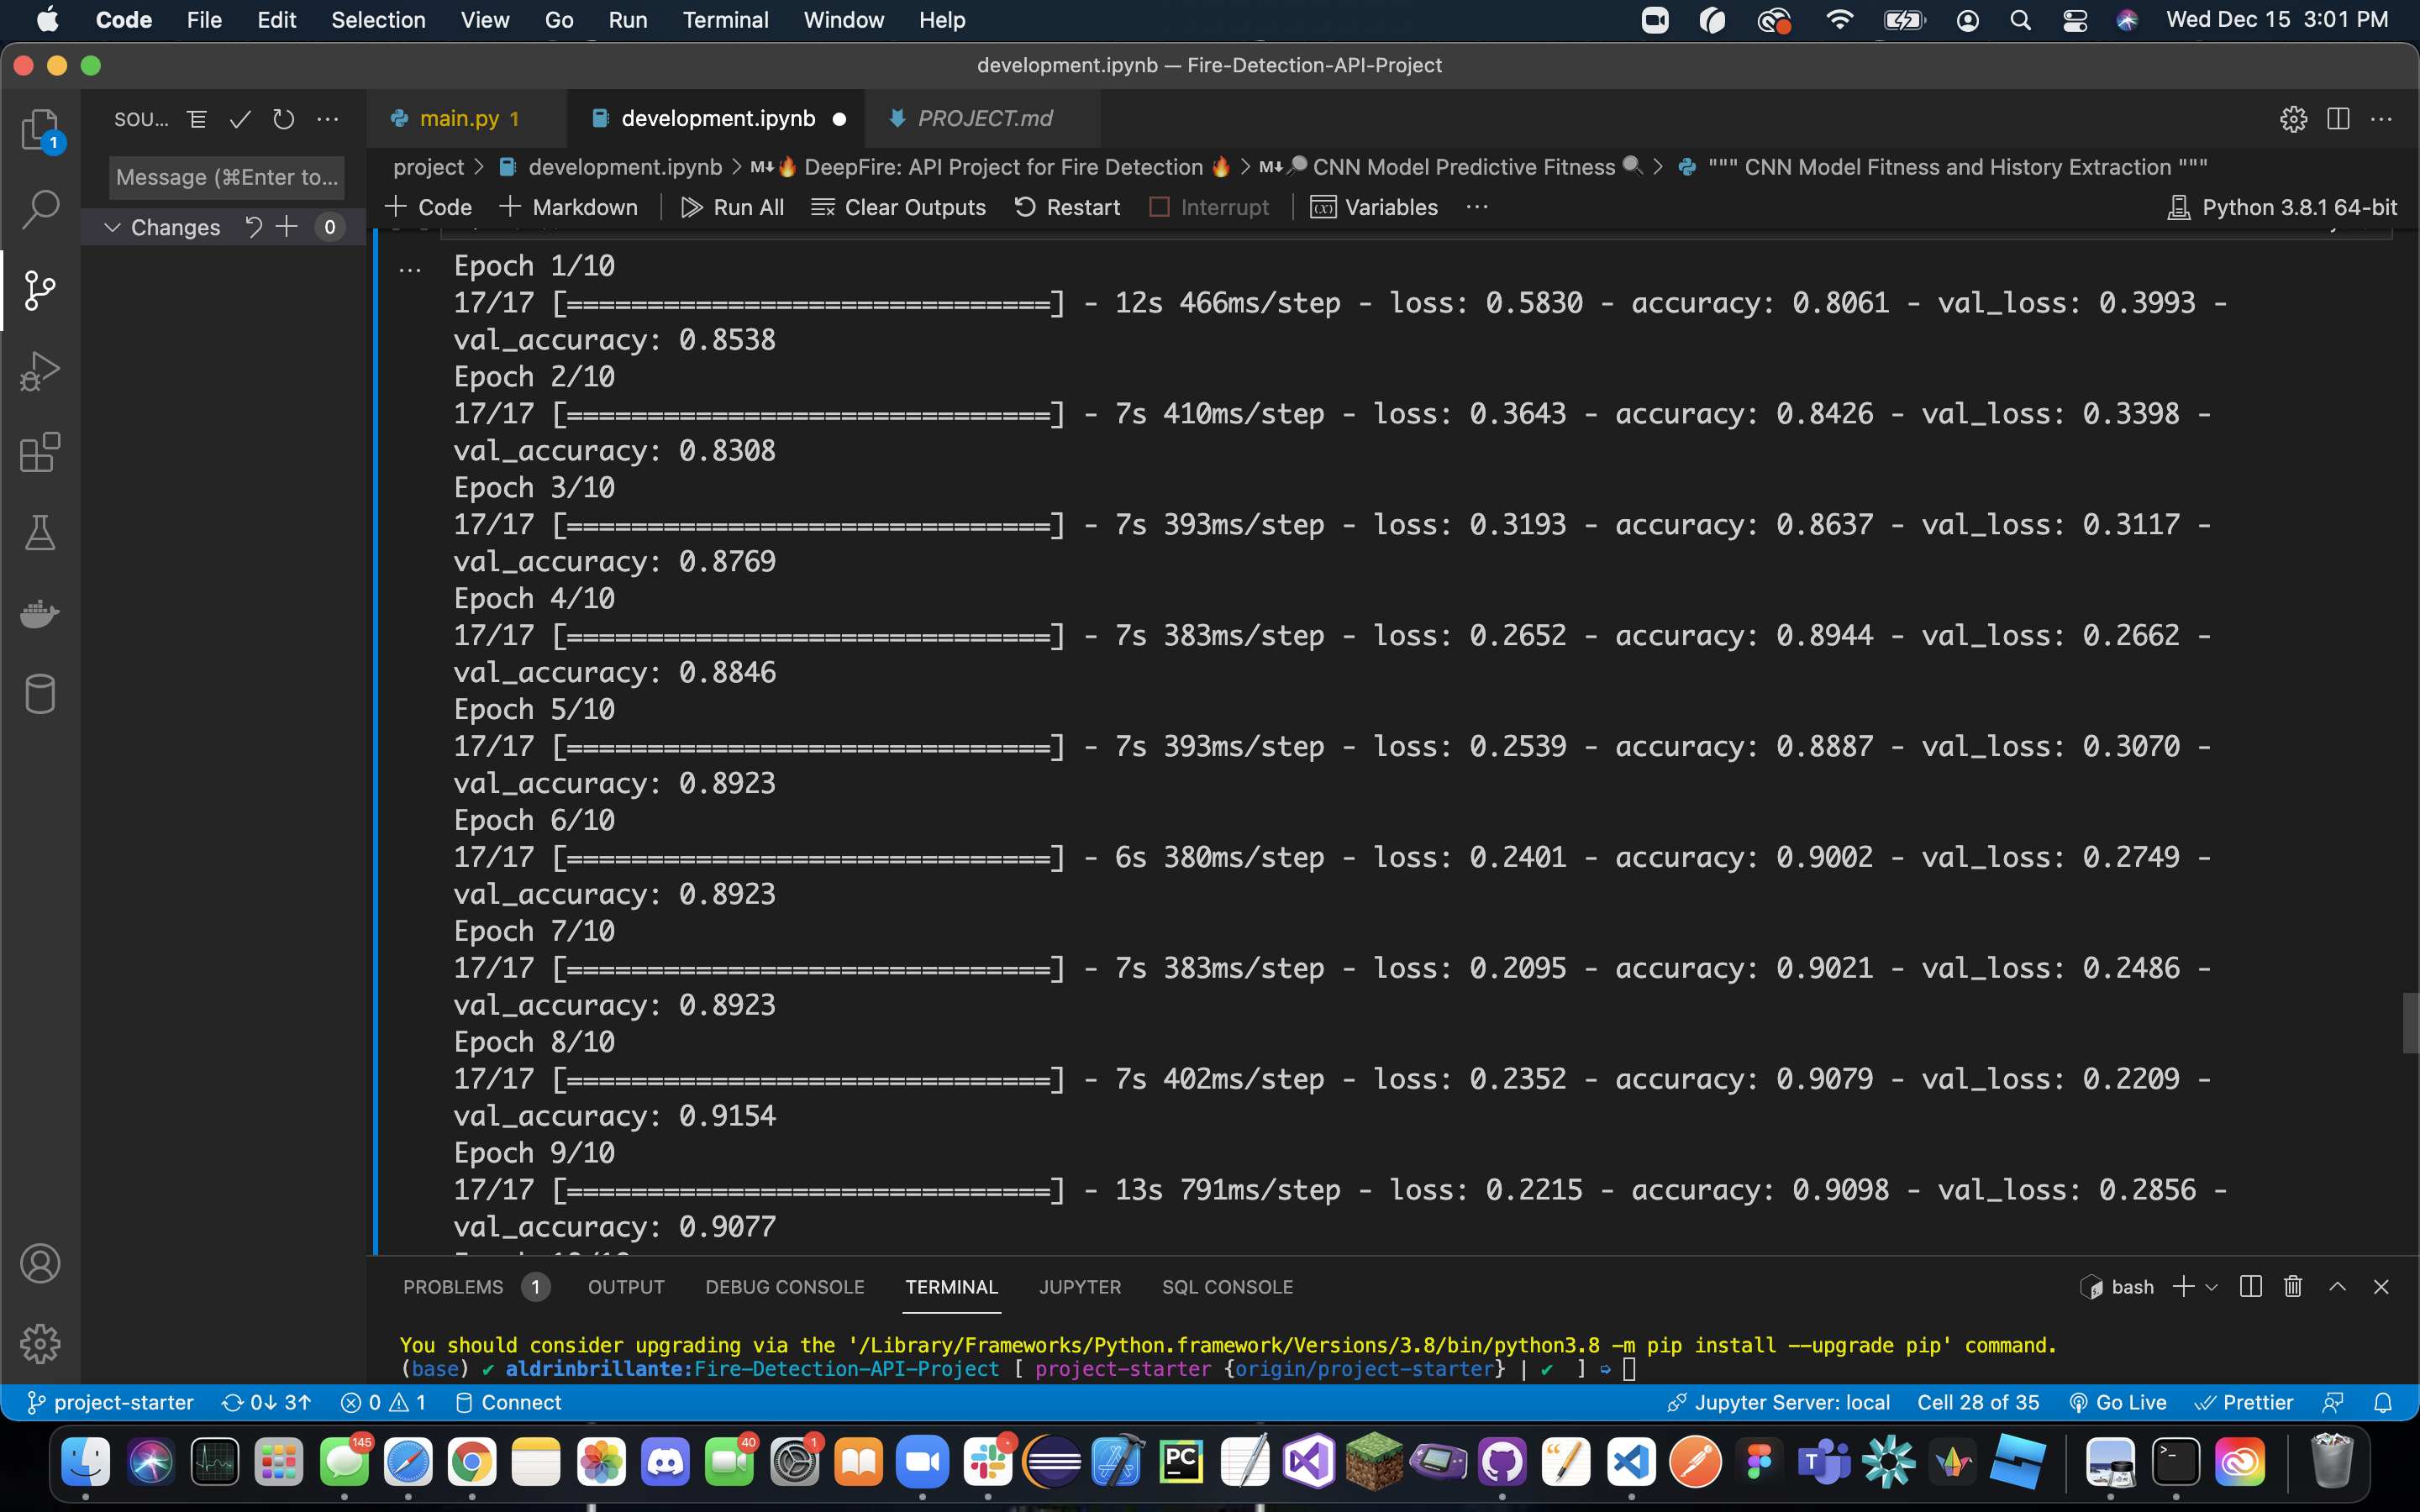 Code File Edit Selection View Go Run Terminal Window Help Wed Dec 15 3:01 PM
development.ipynb — Fire-Detection-API-Project
SOU...
main.py 1 development.ipynb PROJECT.md
1
Message (⌘Enter to...
project > development.ipynb > M↓🔥 DeepFire: API Project for Fire Detection 🔥 > M↓🔎 CNN Model Predictive Fitness 🔍 > """ CNN Model Fitness and History Extraction """
+ Code + Markdown Run All Clear Outputs Restart Interrupt Variables ... Python 3.8.1 64-bit
Changes 0
... Epoch 1/10
17/17 [==============================] - 12s 466ms/step - loss: 0.5830 - accuracy: 0.8061 - val_loss: 0.3993 -
val_accuracy: 0.8538
Epoch 2/10
17/17 [==============================] - 7s 410ms/step - loss: 0.3643 - accuracy: 0.8426 - val_loss: 0.3398 -
val_accuracy: 0.8308
Epoch 3/10
17/17 [==============================] - 7s 393ms/step - loss: 0.3193 - accuracy: 0.8637 - val_loss: 0.3117 -
val_accuracy: 0.8769
Epoch 4/10
17/17 [==============================] - 7s 383ms/step - loss: 0.2652 - accuracy: 0.8944 - val_loss: 0.2662 -
val_accuracy: 0.8846
Epoch 5/10
17/17 [==============================] - 7s 393ms/step - loss: 0.2539 - accuracy: 0.8887 - val_loss: 0.3070 -
val_accuracy: 0.8923
Epoch 6/10
17/17 [==============================] - 6s 380ms/step - loss: 0.2401 - accuracy: 0.9002 - val_loss: 0.2749 -
val_accuracy: 0.8923
Epoch 7/10
17/17 [==============================] - 7s 383ms/step - loss: 0.2095 - accuracy: 0.9021 - val_loss: 0.2486 -
val_accuracy: 0.8923
Epoch 8/10
17/17 [==============================] - 7s 402ms/step - loss: 0.2352 - accuracy: 0.9079 - val_loss: 0.2209 -
val_accuracy: 0.9154
Epoch 9/10
17/17 [==============================] - 13s 791ms/step - loss: 0.2215 - accuracy: 0.9098 - val_loss: 0.2856 -
val_accuracy: 0.9077
PROBLEMS 1 OUTPUT DEBUG CONSOLE TERMINAL JUPYTER SQL CONSOLE bash
You should consider upgrading via the '/Library/Frameworks/Python.framework/Versions/3.8/bin/python3.8 -m pip install --upgrade pip' command.
(base) ✔ aldrinbrillante:Fire-Detection-API-Project [ project-starter {origin/project-starter} | ✔ ] ➩
project-starter 0↓ 3↑ 0 1 Connect Jupyter Server: local Cell 28 of 35 Go Live Prettier
145 40 1
PC
T
>_